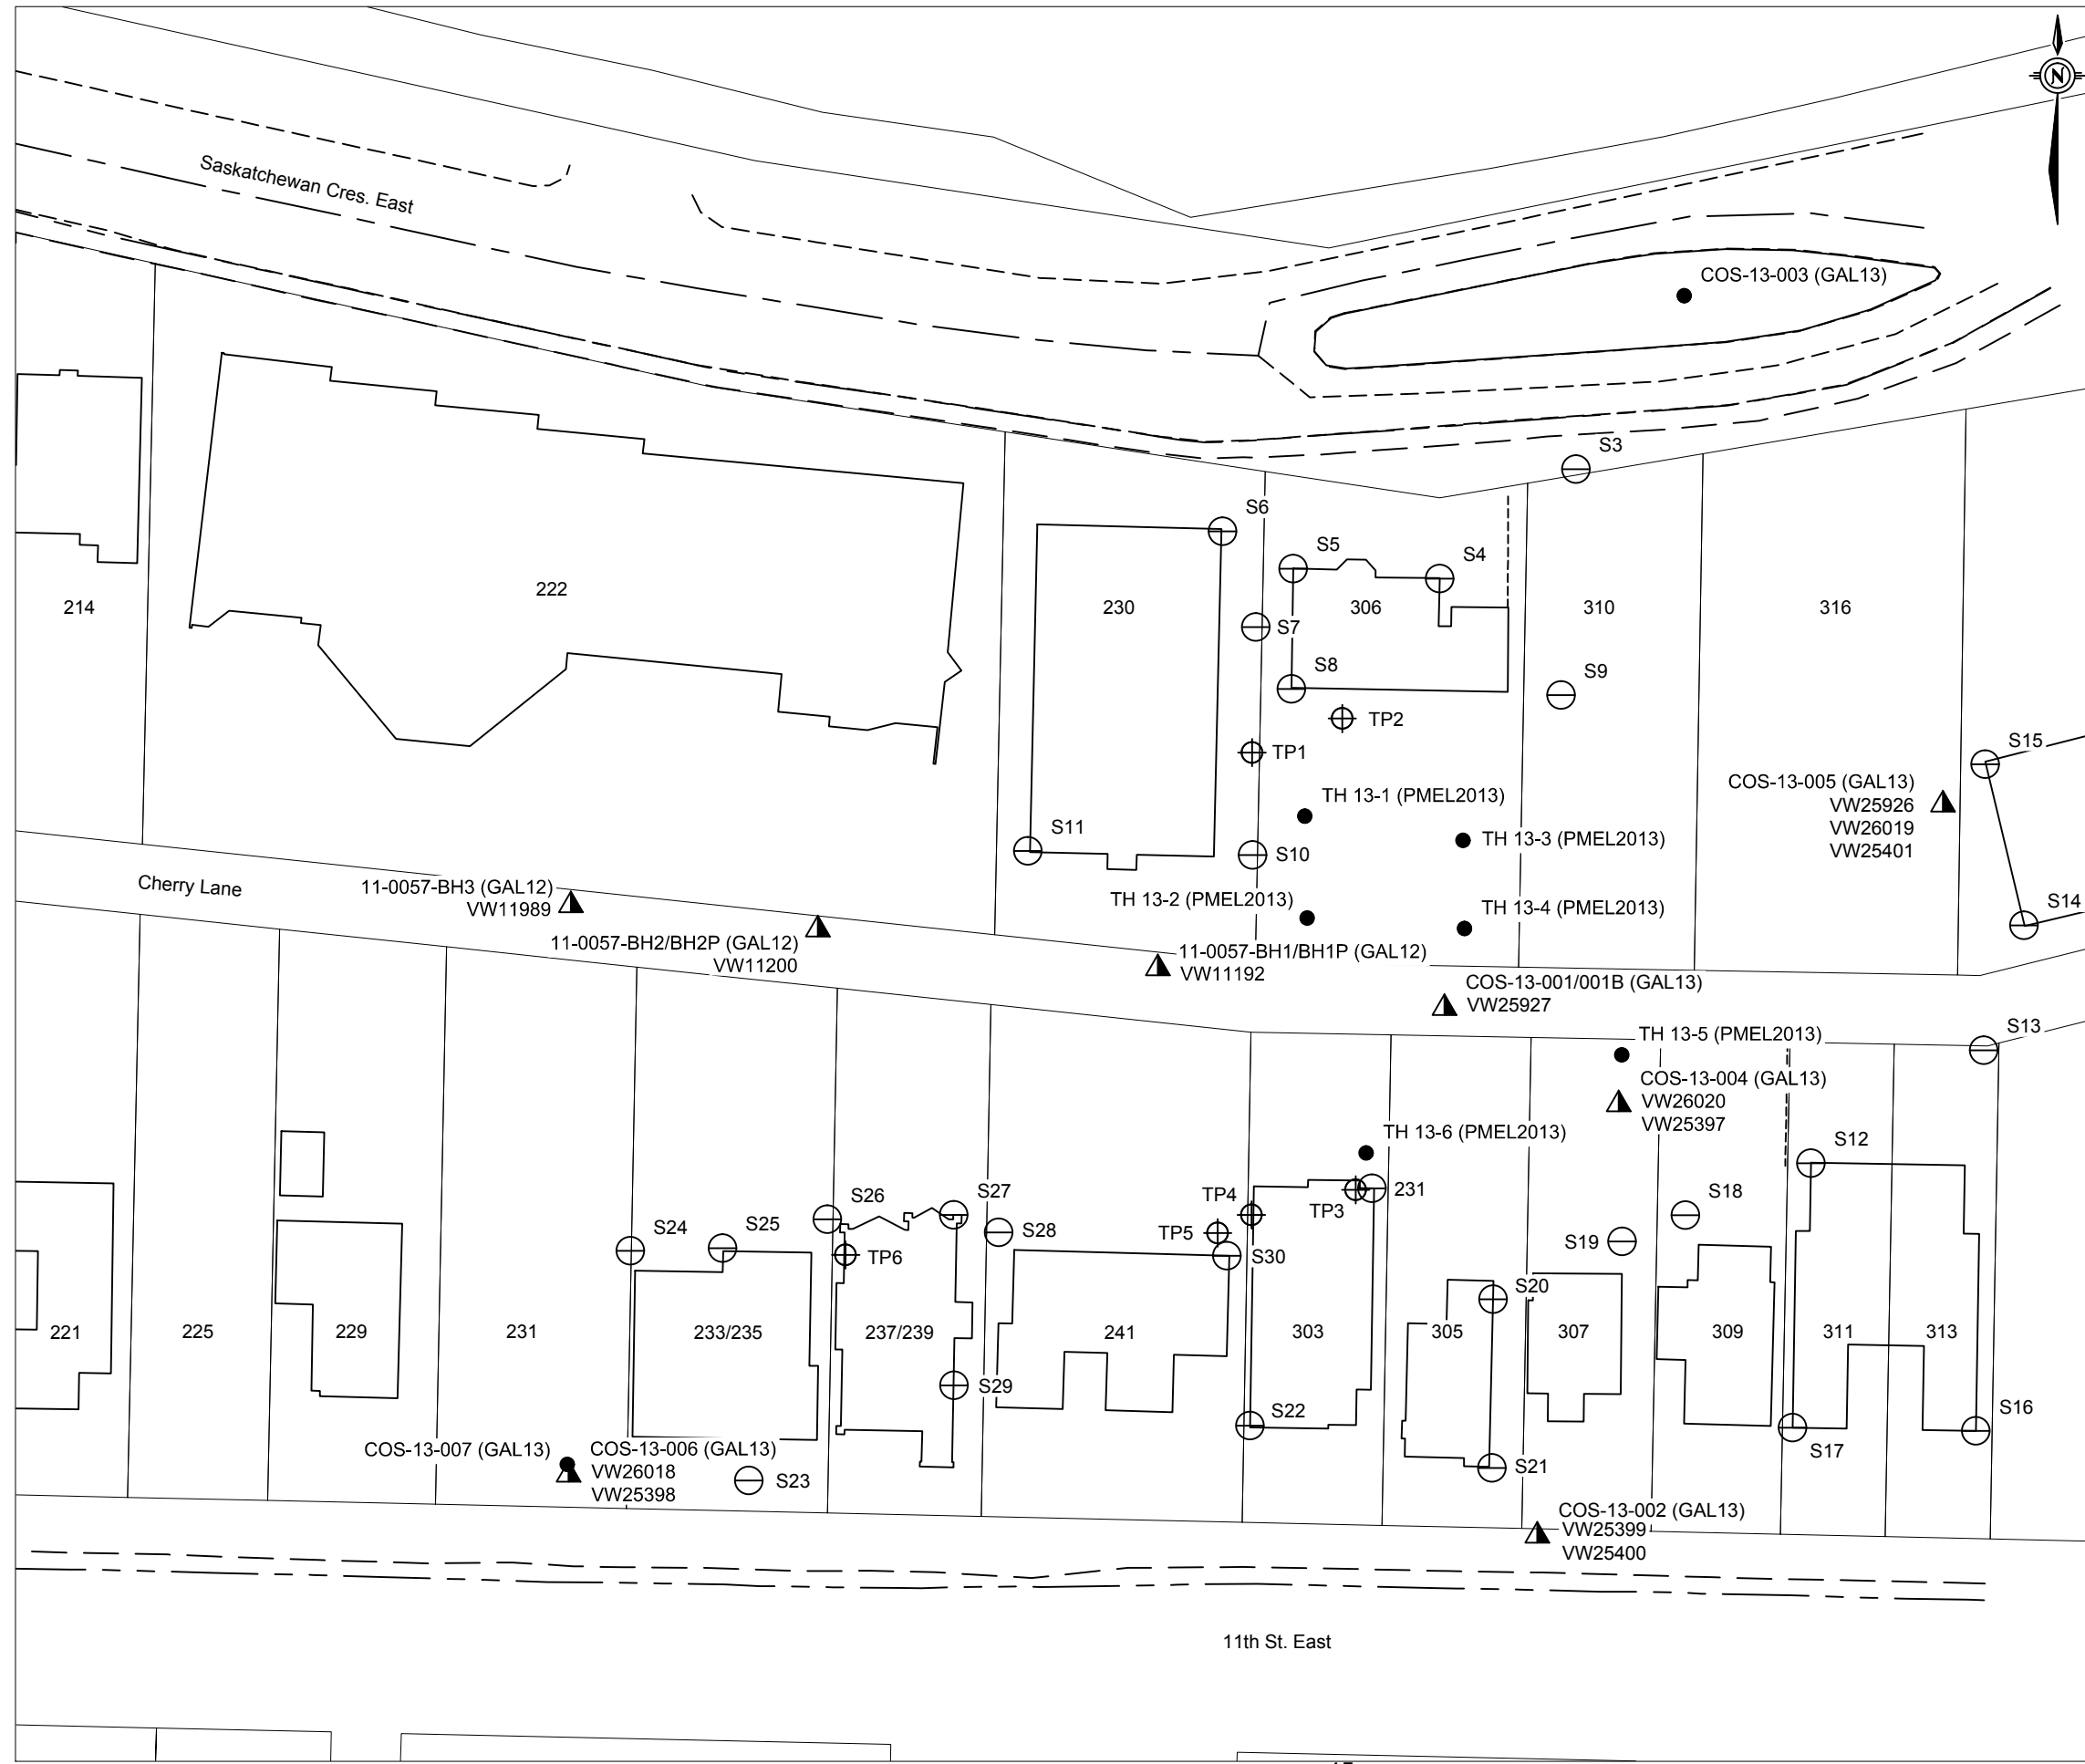 N
Saskatchewan Cres. East
COS-13-003 (GAL13)
S3
S6
S5
S4
222
214
230
306
310
316
S7
S8
S9
TP2
TP1
S15
COS-13-005 (GAL13)
VW25926
VW26019
VW25401
TH 13-1 (PMEL2013)
S11
TH 13-3 (PMEL2013)
S10
Cherry Lane
11-0057-BH3 (GAL12)
VW11989
TH 13-2 (PMEL2013)
TH 13-4 (PMEL2013)
S14
11-0057-BH2/BH2P (GAL12)
VW11200
11-0057-BH1/BH1P (GAL12)
VW11192
COS-13-001/001B (GAL13)
VW25927
S13
TH 13-5 (PMEL2013)
COS-13-004 (GAL13)
VW26020
VW25397
TH 13-6 (PMEL2013)
S12
S26
S27
TP4
TP3
231
S18
S24
S25
S28
TP5
S19
TP6
S30
S20
221
225
229
231
233/235
237/239
241
303
305
307
309
311
313
S29
S22
S16
COS-13-007 (GAL13)
COS-13-006 (GAL13)
VW26018
VW25398
S23
S21
S17
COS-13-002 (GAL13)
VW25399
VW25400
11th St. East